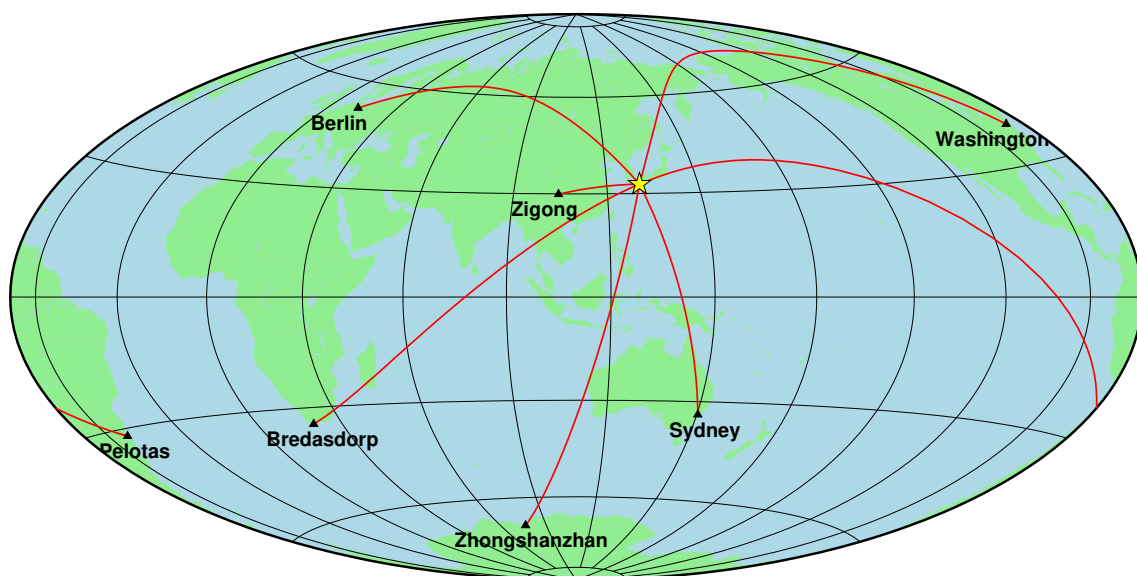 Berlin
Washington
Zigong
Sydney
Bredasdorp
Pelotas
Zhongshanzhan